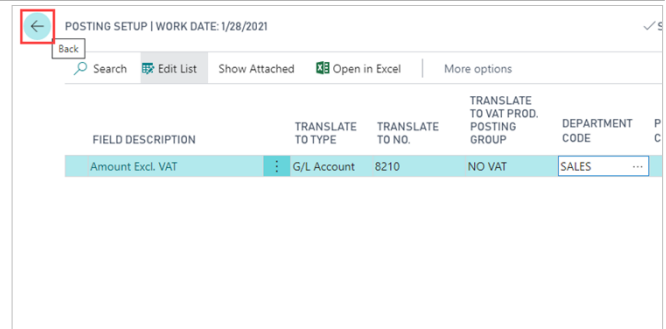 POSTING SETUP | WORK DATE: 1/28/2021
Back
Search Edit List Show Attached Open in Excel More options
FIELD DESCRIPTION
TRANSLATE
TO TYPE
TRANSLATE
TO NO.
TRANSLATE
TO VAT PROD.
POSTING
GROUP
DEPARTMENT
CODE
P
C
Amount Excl. VAT G/L Account 8210 NO VAT SALES ...